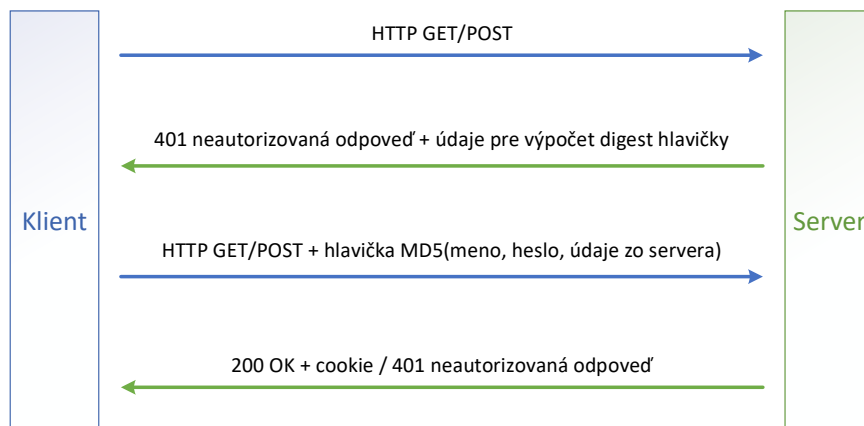 HTTP GET/POST
401 neautorizovaná odpoveď + údaje pre výpočet digest hlavičky
Klient
Server
HTTP GET/POST + hlavička MD5(meno, heslo, údaje zo servera)
200 OK + cookie / 401 neautorizovaná odpoveď